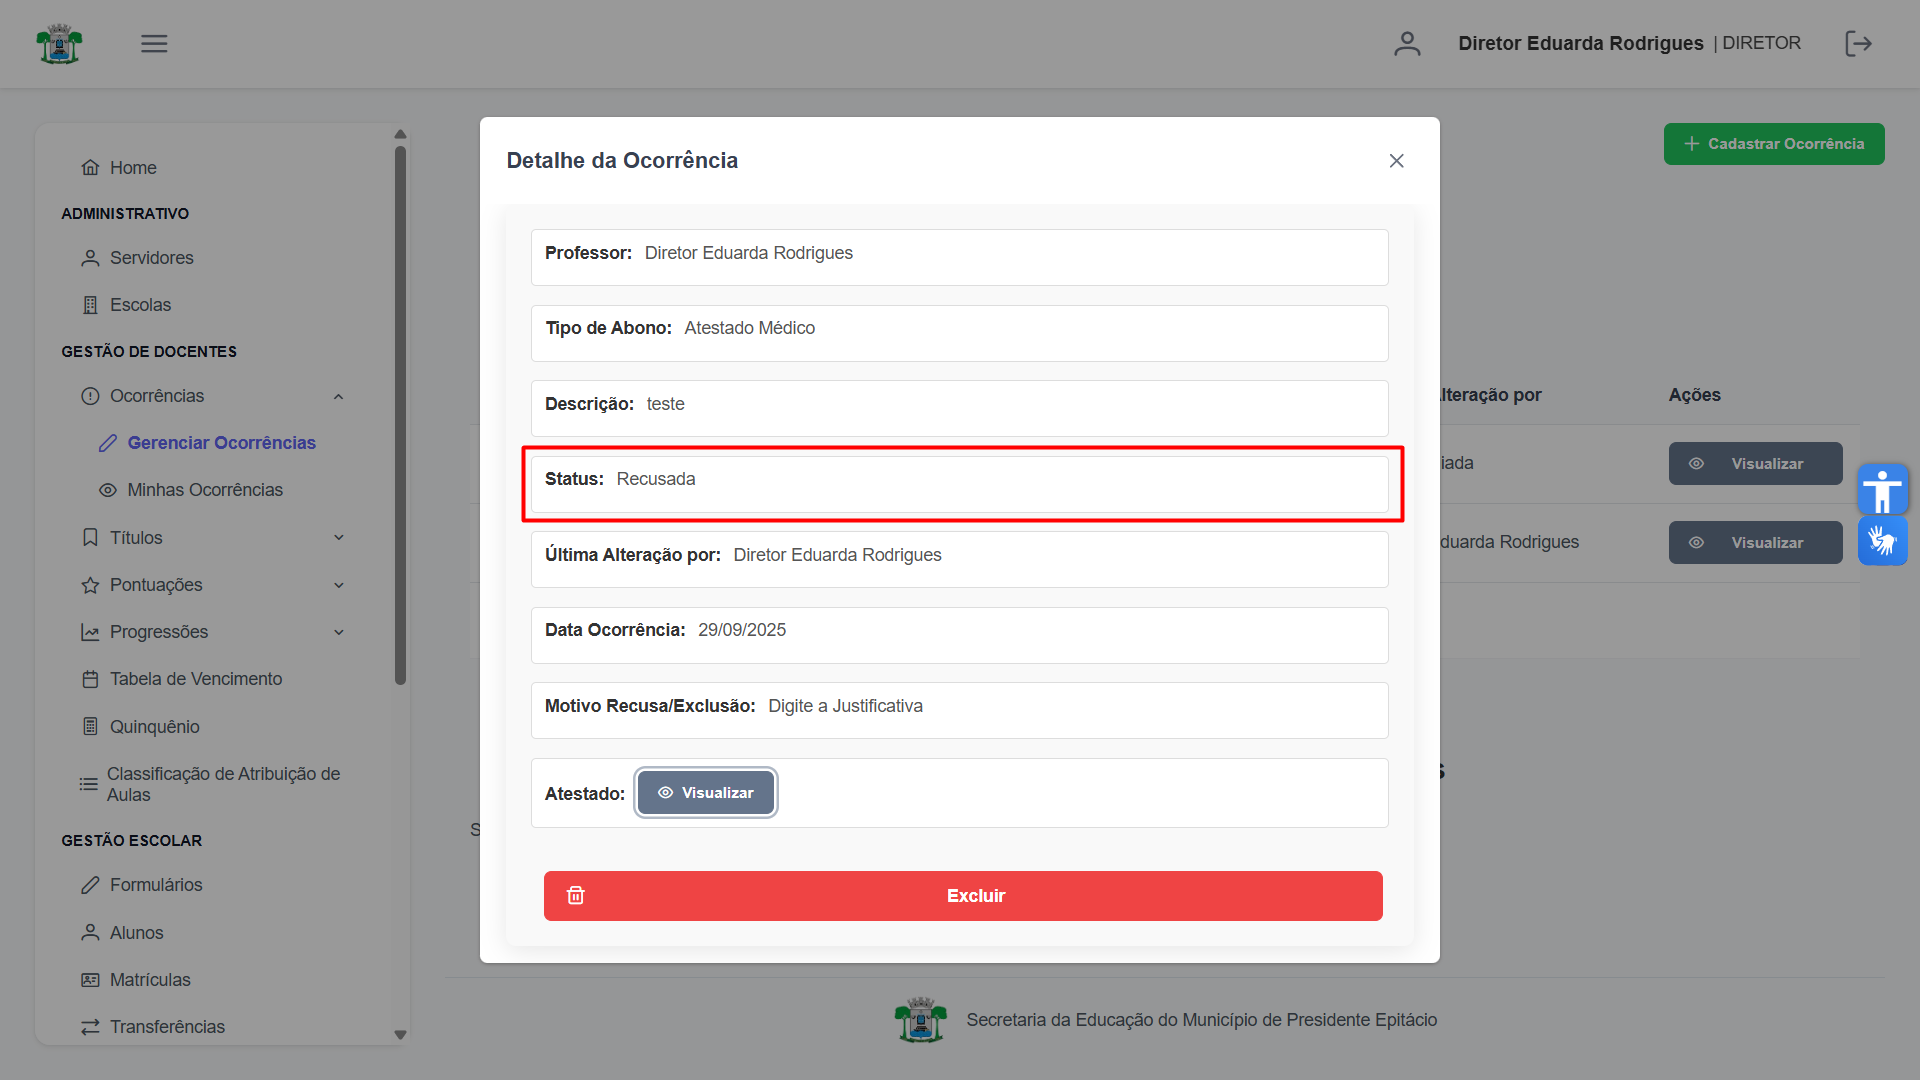 Diretor Eduarda Rodrigues | DIRETOR
Home
ADMINISTRATIVO
Servidores
Escolas
GESTÃO DE DOCENTES
Ocorrências
Gerenciar Ocorrências
Minhas Ocorrências
Títulos
Pontuações
Progressões
Tabela de Vencimento
Quinquênio
Classificação de Atribuição de
Aulas
GESTÃO ESCOLAR
Formulários
Alunos
Matrículas
Transferências
Cadastrar Ocorrência
Detalhe da Ocorrência
Professor: Diretor Eduarda Rodrigues
Tipo de Abono: Atestado Médico
Descrição: teste
Status: Recusada
Última Alteração por: Diretor Eduarda Rodrigues
Data Ocorrência: 29/09/2025
Motivo Recusa/Exclusão: Digite a Justificativa
Atestado: Visualizar
Excluir
lteração por Ações
iada Visualizar
duarda Rodrigues Visualizar
Secretaria da Educação do Município de Presidente Epitácio